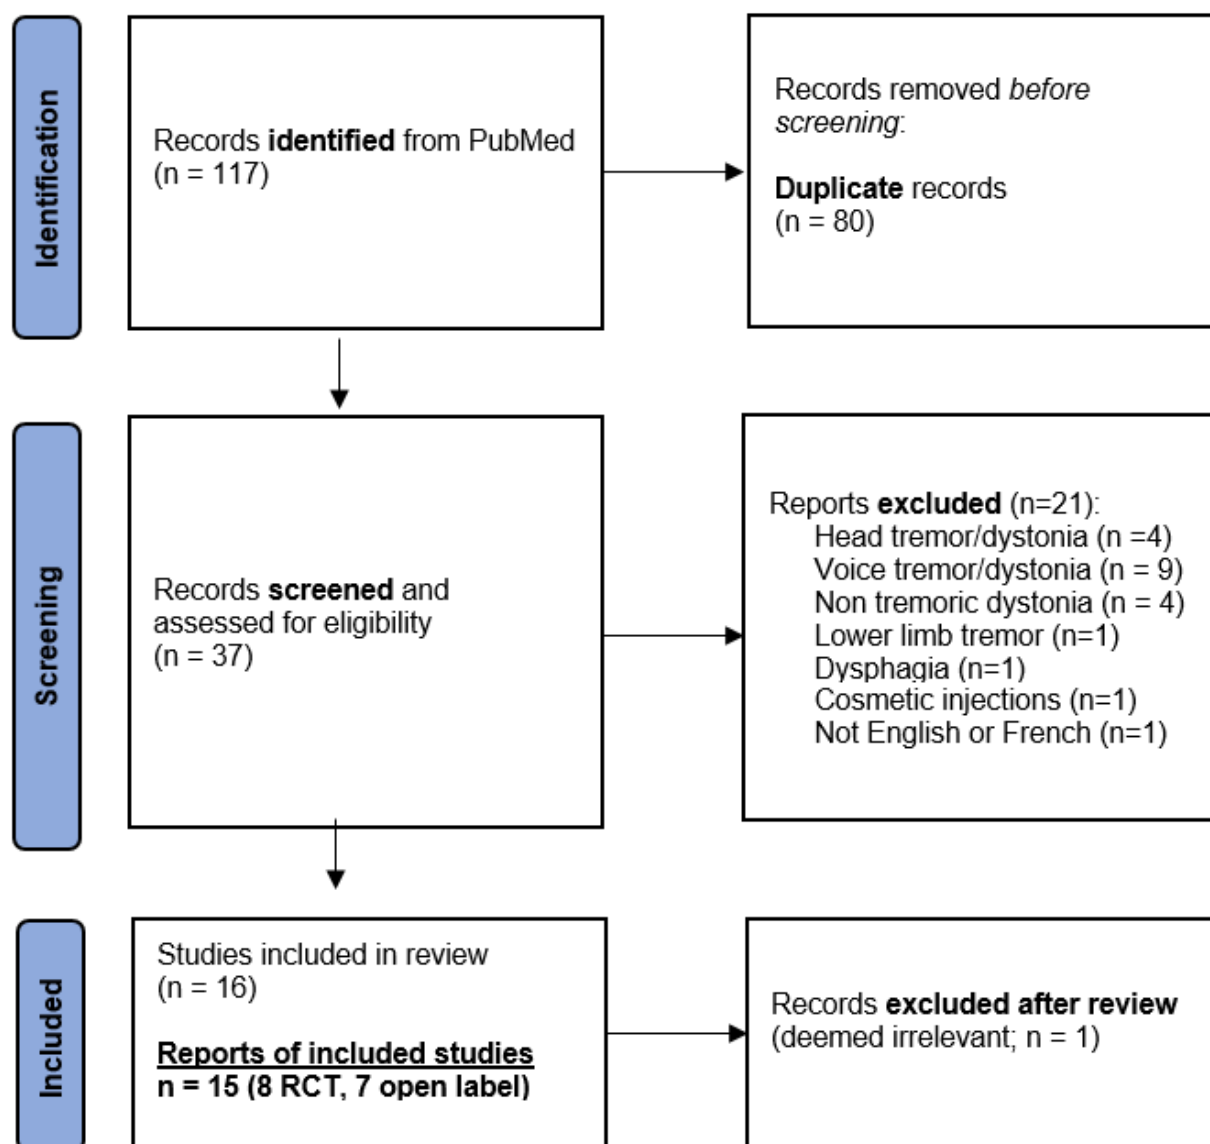 Identification
Records identified from PubMed
(n = 117)
Records removed before
screening:
Duplicate records
(n = 80)
Screening
Records screened and
assessed for eligibility
(n = 37)
Reports excluded (n=21):
Head tremor/dystonia (n =4)
Voice tremor/dystonia (n = 9)
Non tremoric dystonia (n = 4)
Lower limb tremor (n=1)
Dysphagia (n=1)
Cosmetic injections (n=1)
Not English or French (n=1)
Included
Studies included in review
(n = 16)
Reports of included studies
n = 15 (8 RCT, 7 open label)
Records excluded after review
(deemed irrelevant; n = 1)